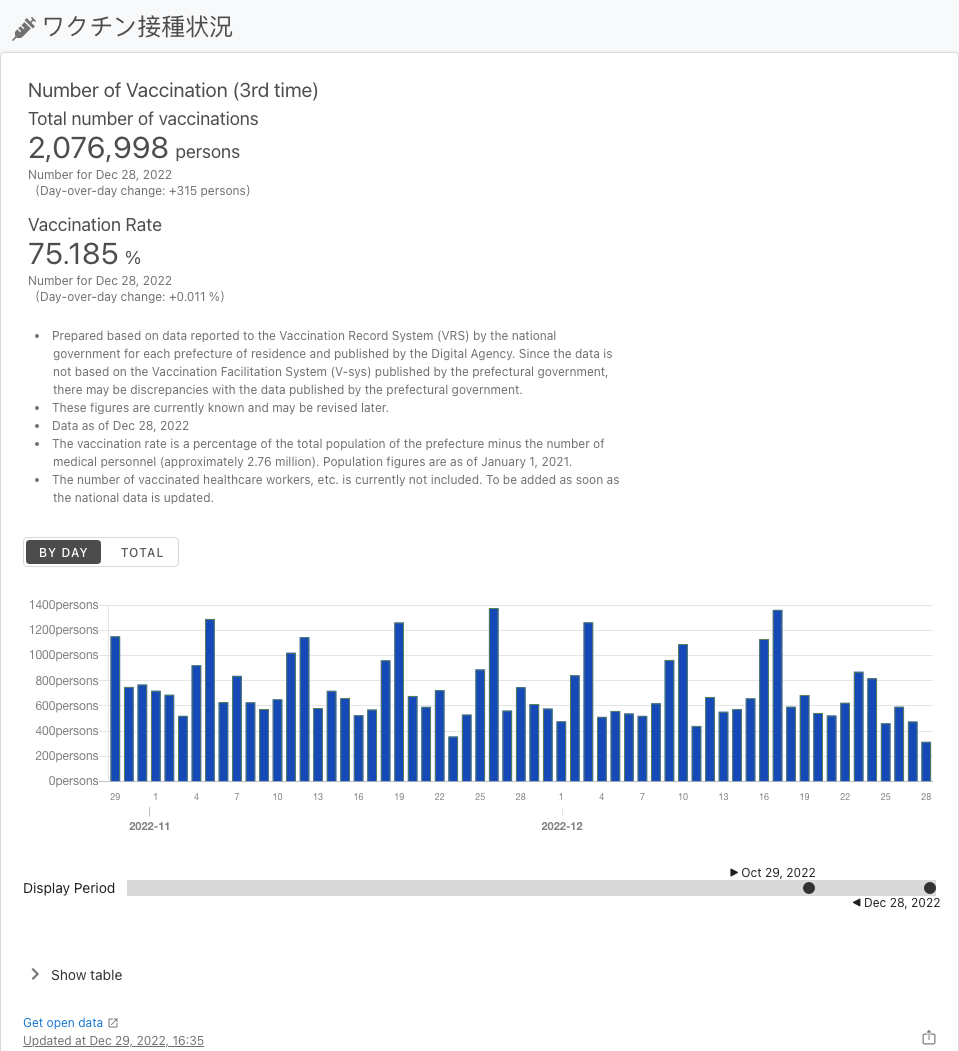 ワクチン接種状況
Number of Vaccination (3rd time)
Total number of vaccinations
2,076,998 persons
Number for Dec 28, 2022
(Day-over-day change: +315 persons)
Vaccination Rate
75.185 %
Number for Dec 28, 2022
(Day-over-day change: +0.011 %)
• Prepared based on data reported to the Vaccination Record System (VRS) by the national
government for each prefecture of residence and published by the Digital Agency. Since the data is
not based on the Vaccination Facilitation System (V-sys) published by the prefectural government,
there may be discrepancies with the data published by the prefectural government.
• These figures are currently known and may be revised later.
• Data as of Dec 28, 2022
• The vaccination rate is a percentage of the total population of the prefecture minus the number of
medical personnel (approximately 2.76 million). Population figures are as of January 1, 2021.
• The number of vaccinated healthcare workers, etc. is currently not included. To be added as soon as
the national data is updated.
BY DAY TOTAL
1400persons
1200persons
1000persons
800persons
600persons
400persons
200persons
0persons
29 1 4 7 10 13 16 19 22 25 28 1 4 7 10 13 16 19 22 25 28
2022-11 2022-12
Oct 29, 2022
Display Period
Dec 28, 2022
Show table
Get open data
Updated at Dec 29, 2022, 16:35